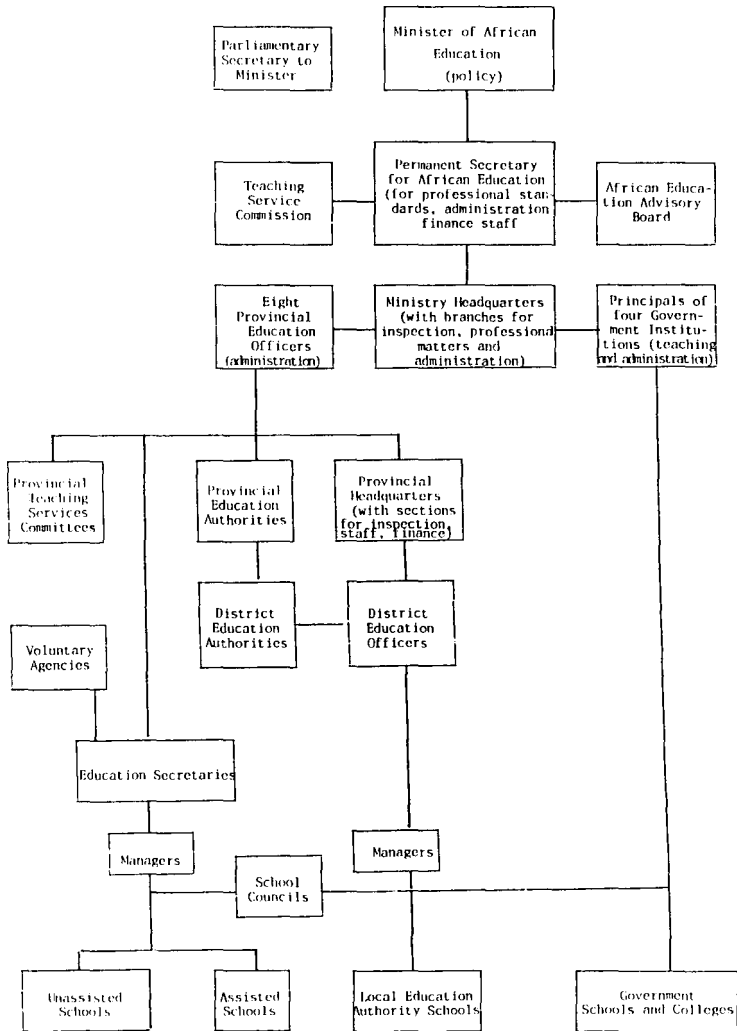 Parliamentary
Secretary to
Minister
Minister of African
Education
(policy)
Teaching
Service
Commission
Permanent Secretary
for African Education
(for professional stan-
dards, administration
finance staff
African Educa-
tion Advisory
Board
Eight
Provincial
Education
Officers
(administration)
Ministry Headquarters
(with branches for
inspection, professional
matters and
administration)
Principals of
four Govern-
ment Institu-
tions (teaching
and administration)
Provincial
Teaching
Services
Committees
Provincial
Education
Authorities
Provincial
Headquarters
(with sections
for inspection,
staff, finance)
District
Education
Authorities
District
Education
Officers
Voluntary
Agencies
Education Secretaries
Managers
Managers
School
Councils
Unassisted
Schools
Assisted
Schools
Local Education
Authority Schools
Government
Schools and Colleges